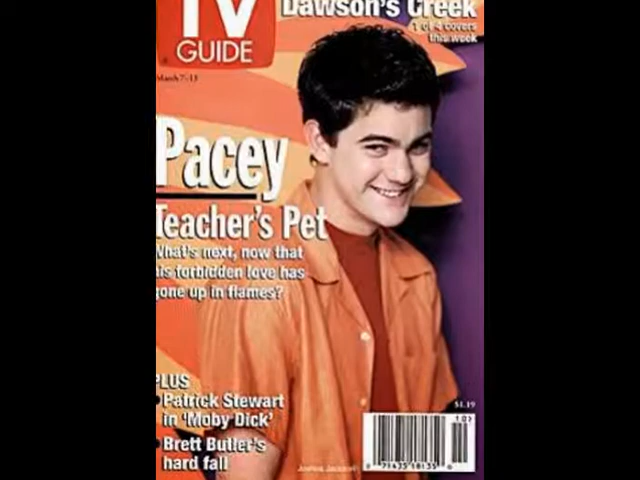 Dawson's Creek
1 of 4 covers
this week
TV
GUIDE
March 7-13
Pacey
Teacher's Pet
What's next, now that
his forbidden love has
gone up in flames?
PLUS
• Patrick Stewart
in 'Moby Dick'
• Brett Butler's
hard fall
$1.19
Joshua Jackson